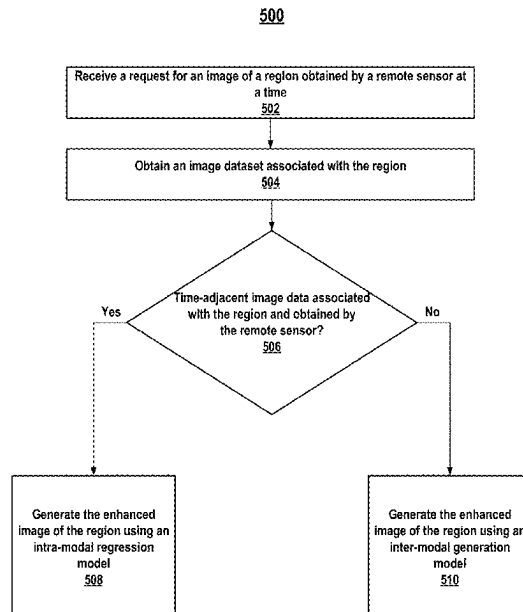 500
Receive a request for an image of a region obtained by a remote sensor at
a time
502
Obtain an image dataset associated with the region
504
Time-adjacent image data associated
with the region and obtained by
the remote sensor?
506
Yes
No
Generate the enhanced
image of the region using an
intra-modal regression
model
508
Generate the enhanced
image of the region using an
inter-modal generation
model
510